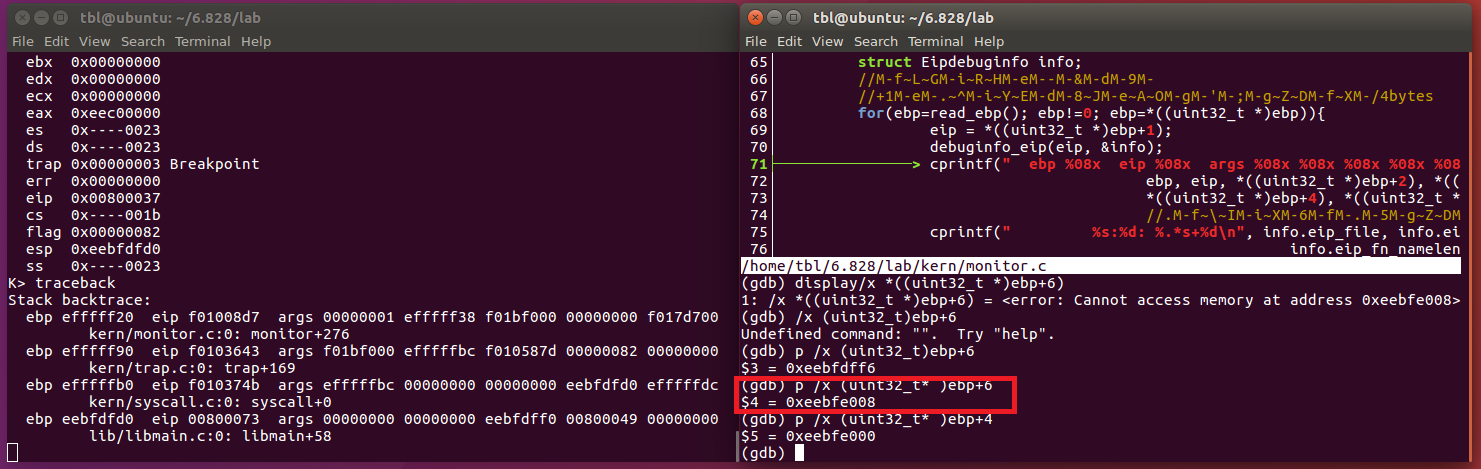 tbl@ubuntu: ~/6.828/lab
File Edit View Search Terminal Help
ebx 0x00000000
edx 0x00000000
ecx 0x00000000
eax 0xeec00000
es 0x----0023
ds 0x----0023
trap 0x00000003 Breakpoint
err 0x00000000
eip 0x00800037
cs 0x----001b
flag 0x00000082
esp 0xeebfdfd0
ss 0x----0023
K> traceback
Stack backtrace:
ebp efffff20 eip f01008d7 args 00000001 efffff38 f01bf000 00000000 f017d700
kern/monitor.c:0: monitor+276
ebp efffff90 eip f0103643 args f01bf000 efffffbc f010587d 00000082 00000000
kern/trap.c:0: trap+169
ebp efffffb0 eip f010374b args efffffbc 00000000 00000000 eebfdfd0 efffffdc
kern/syscall.c:0: syscall+0
ebp eebfdfd0 eip 00800073 args 00000000 00000000 eebfdff0 00800049 00000000
lib/libmain.c:0: libmain+58
tbl@ubuntu: ~/6.828/lab
File Edit View Search Terminal Help
65 struct Eipdebuginfo info;
66 //M-f~L~GM-i~R~HM-eM--M-&M-dM-9M-
67 //+1M-eM-.~^M-i~Y~EM-dM-8~JM-e~A~OM-gM-'M-;M-g~Z~DM-f~XM-/4bytes
68 for(ebp=read_ebp(); ebp!=0; ebp=*((uint32_t *)ebp)){
69 eip = *((uint32_t *)ebp+1);
70 debuginfo_eip(eip, &info);
71 > cprintf(" ebp %08x eip %08x args %08x %08x %08x %08x %08
72 ebp, eip, *((uint32_t *)ebp+2), *((
73 *((uint32_t *)ebp+4), *((uint32_t *
74 //.M-f~\~IM-i~XM-6M-fM-.M-5M-g~Z~DM
75 cprintf(" %s:%d: %.*s+%d\n", info.eip_file, info.ei
76 info.eip_fn_namelen
/home/tbl/6.828/lab/kern/monitor.c
(gdb) display/x *((uint32_t *)ebp+6)
1: /x *((uint32_t *)ebp+6) = <error: Cannot access memory at address 0xeebfe008>
(gdb) /x (uint32_t)ebp+6
Undefined command: "". Try "help".
(gdb) p /x (uint32_t)ebp+6
$3 = 0xeebfdff6
(gdb) p /x (uint32_t* )ebp+6
$4 = 0xeebfe008
(gdb) p /x (uint32_t* )ebp+4
$5 = 0xeebfe000
(gdb)